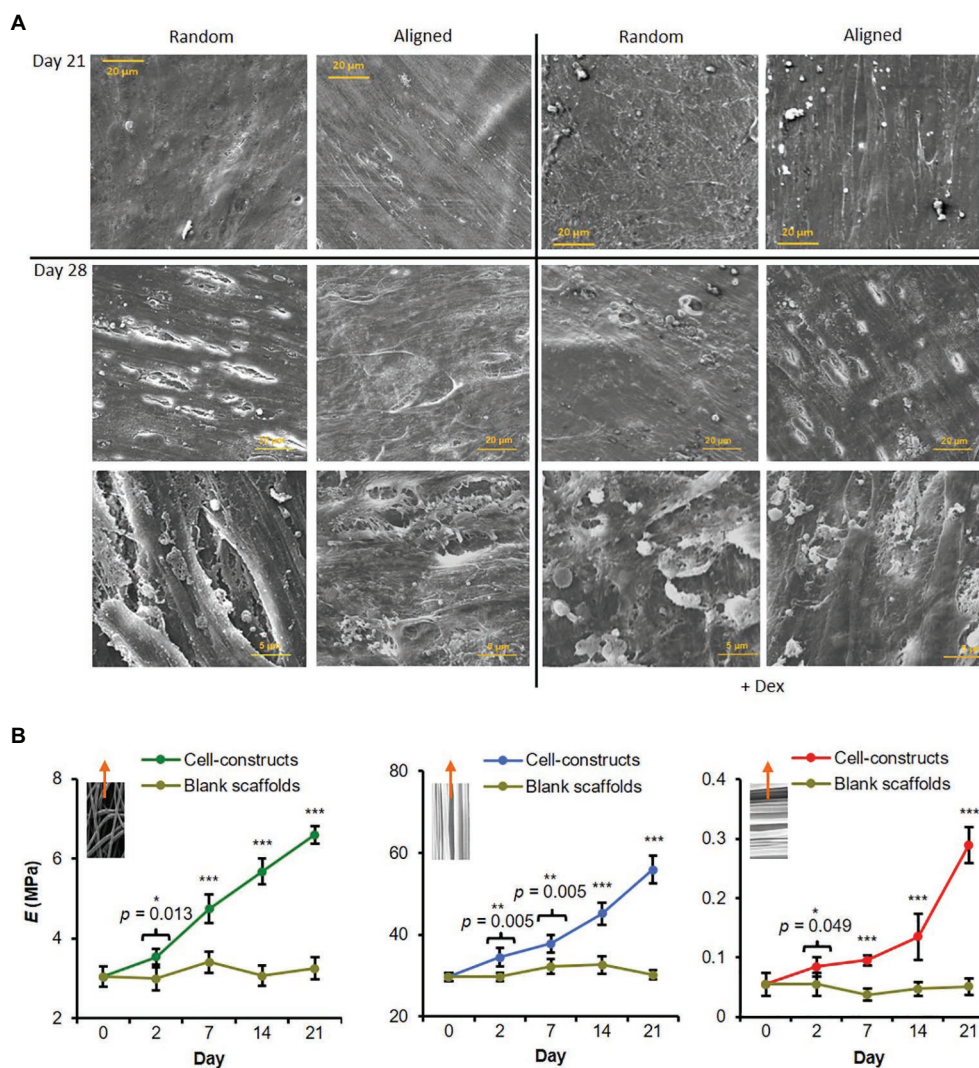 A
Random Aligned Random Aligned
Day 21
20 µm 20 µm 20 µm 20 µm
Day 28
20 µm 20 µm 20 µm
5 µm 5 µm
+ Dex
B
Cell-constructs
Blank scaffolds
8
6
4
2
E (MPa)
*
p = 0.013
***
***
***
0 2 7 14 21
Day
Cell-constructs
Blank scaffolds
80
60
40
20
**
p = 0.005
**
p = 0.005
***
***
0 2 7 14 21
Day
Cell-constructs
Blank scaffolds
0.4
0.3
0.2
0.1
0
*
p = 0.049
***
***
***
0 2 7 14 21
Day